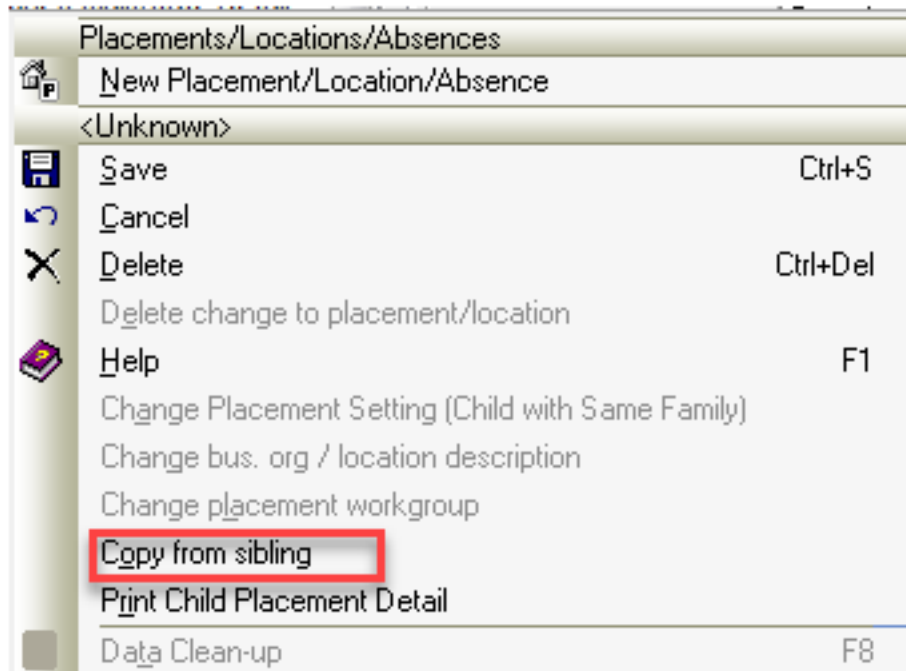 Placements/Locations/Absences
P
New Placement/Location/Absence
<Unknown>
Save Ctrl+S
Cancel
Delete Ctrl+Del
Delete change to placement/location
? Help F1
Change Placement Setting (Child with Same Family)
Change bus. org / location description
Change placement workgroup
Copy from sibling
Print Child Placement Detail
Data Clean-up F8